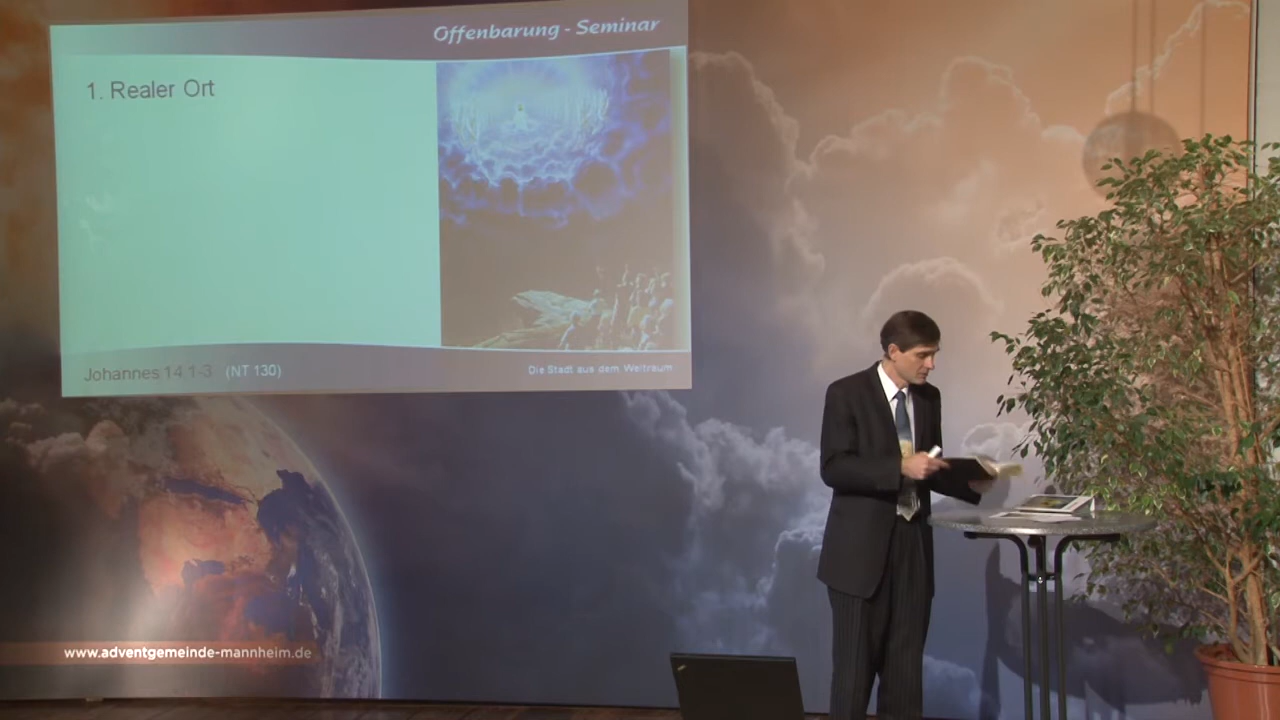 Offenbarung - Seminar
1. Realer Ort
Johannes 14,1-3 (NT 130)
Die Stadt aus dem Weltraum
www.adventgemeinde-mannheim.de